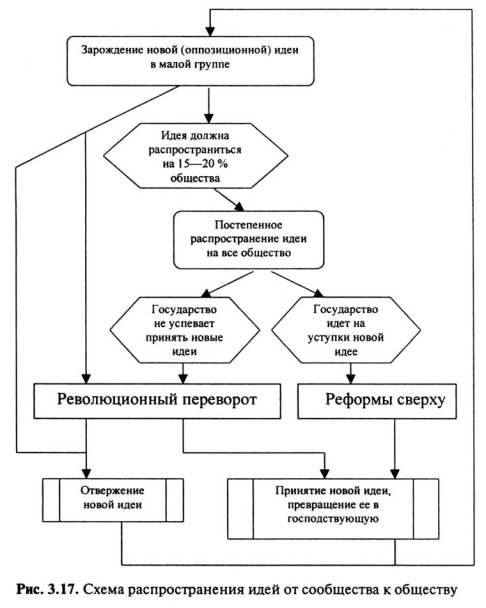 Зарождение новой (оппозиционной) идеи
в малой группе
Идея должна
распространиться
на 15—20 %
общества
Постепенное
распространение идеи
на все общество
Государство
не успевает
принять новые
идеи
Государство
идет на
уступки новой
идее
Революционный переворот
Реформы сверху
Отвержение
новой идеи
Принятие новой идеи,
превращение ее в
господствующую
Рис. 3.17. Схема распространения идей от сообщества к обществу